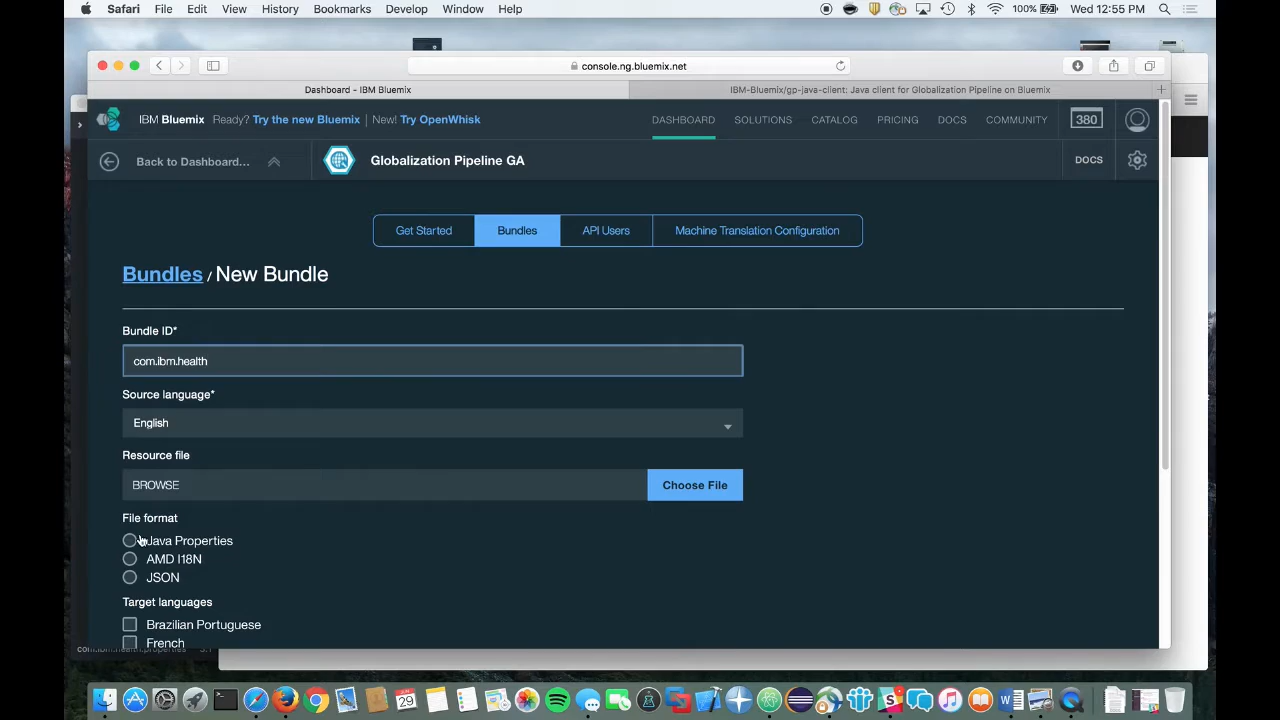 Safari File Edit View History Bookmarks Develop Window Help 100% Wed 12:55 PM
console.ng.bluemix.net
Dashboard - IBM Bluemix IBM-Bluemix/gp-java-client: Java client for Globalization Pipeline on Bluemix
IBM Bluemix Ready? Try the new Bluemix | New! Try OpenWhisk DASHBOARD SOLUTIONS CATALOG PRICING DOCS COMMUNITY 380
Back to Dashboard... Globalization Pipeline GA DOCS
Get Started Bundles API Users Machine Translation Configuration
Bundles / New Bundle
Bundle ID*
com.ibm.health
Source language*
English
Resource file
BROWSE Choose File
File format
Java Properties
AMD I18N
JSON
Target languages
Brazilian Portuguese
French